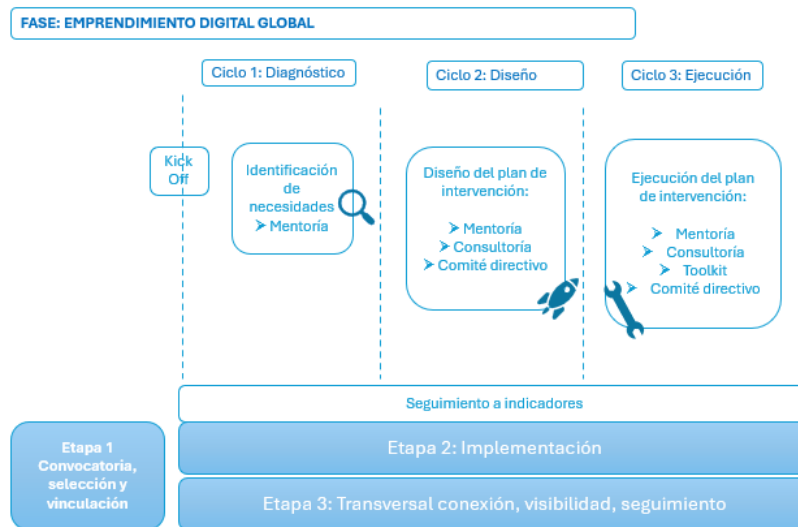 FASE: EMPRENDIMIENTO DIGITAL GLOBAL
Ciclo 1: Diagnóstico
Ciclo 2: Diseño
Ciclo 3: Ejecución
Kick
Off
Identificación
de
necesidades
➤ Mentoría
Diseño del plan de
intervención:
➤ Mentoría
➤ Consultoría
➤ Comité directivo
Ejecución del plan
de intervención:
➤ Mentoría
➤ Consultoría
➤ Toolkit
➤ Comité directivo
Seguimiento a indicadores
Etapa 1
Convocatoria,
selección y
vinculación
Etapa 2: Implementación
Etapa 3: Transversal conexión, visibilidad, seguimiento